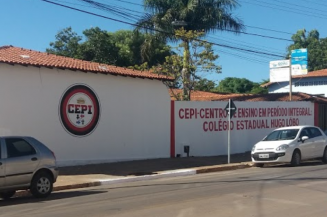 CEPI
CEPI-CENTRO DE ENSINO EM PERÍODO INTEGRAL
COLÉGIO ESTADUAL HUGO LOBO